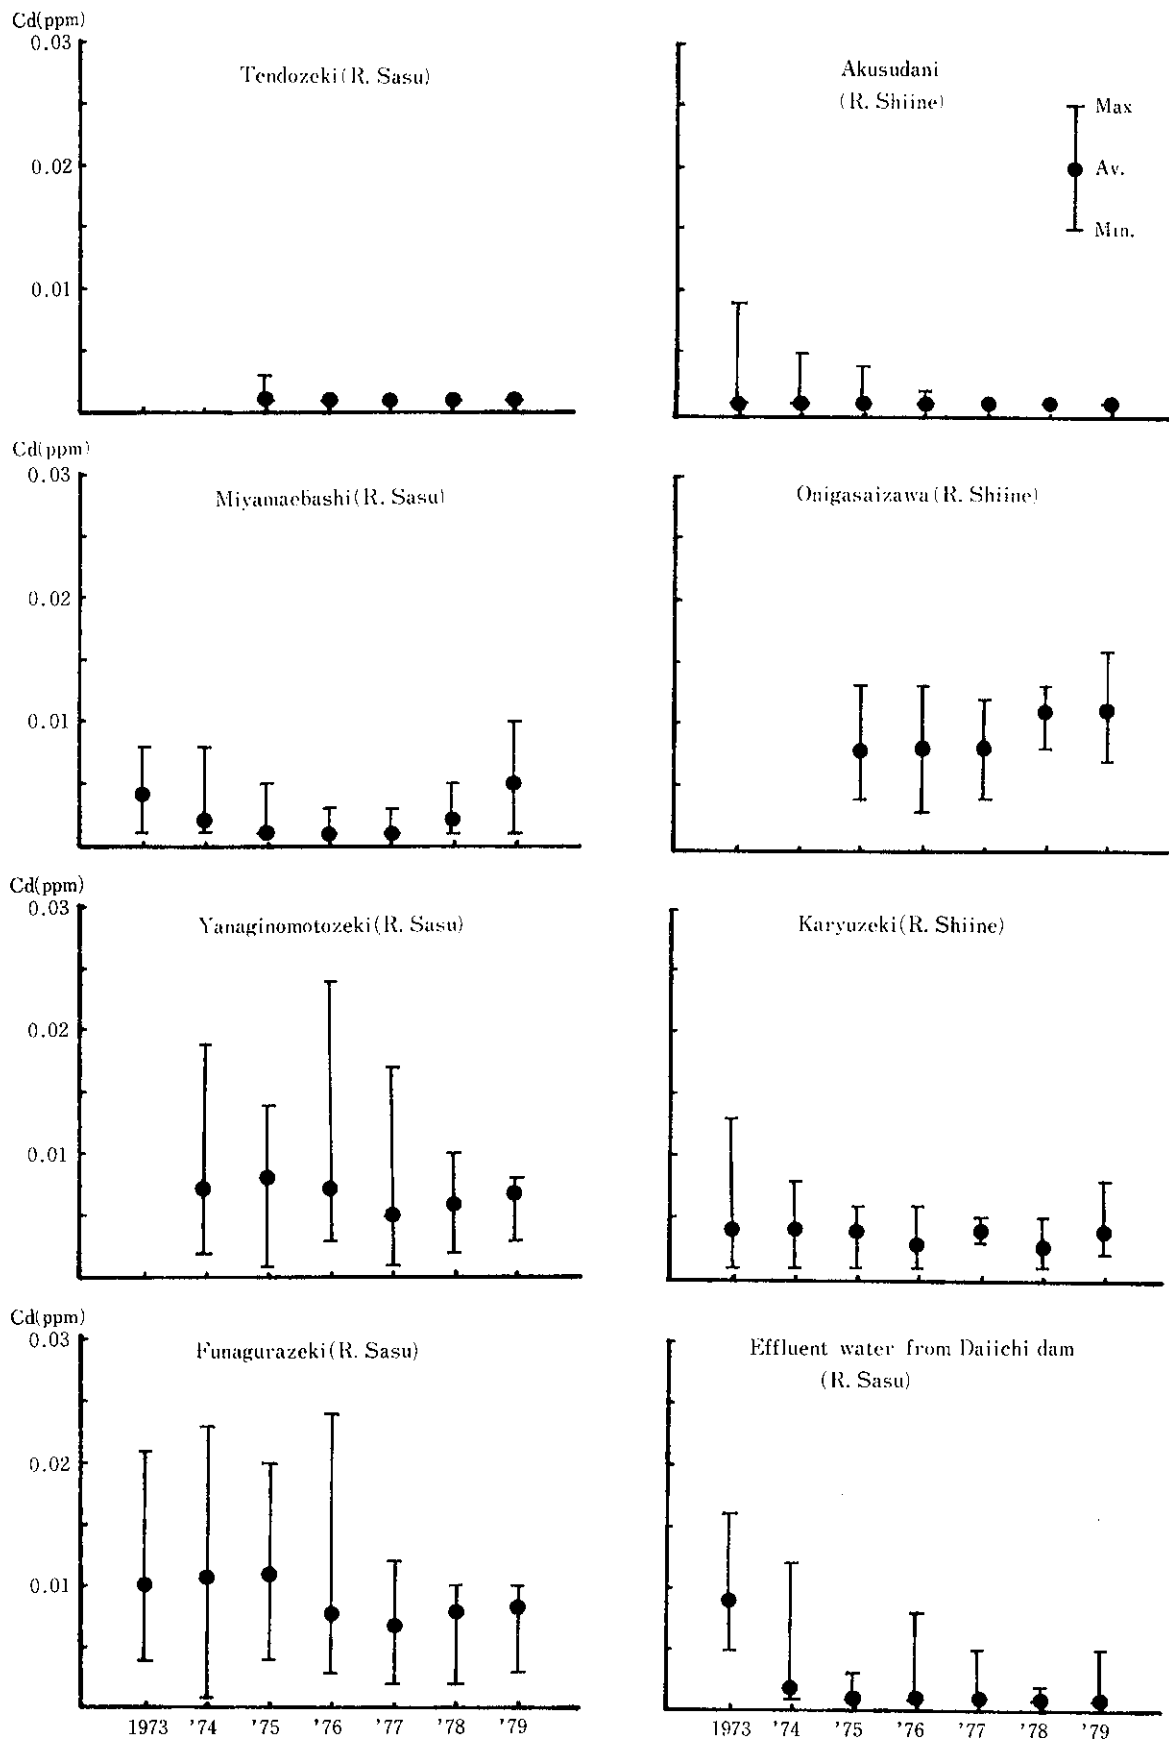 Cd(ppm)
0.03
0.02
0.01
Tendozeki(R. Sasu)
Akusudani
(R. Shiine)
Max
Av.
Min.
Cd(ppm)
0.03
0.02
0.01
Miyamaebashi(R. Sasu)
Onigasaizawa(R. Shiine)
Cd(ppm)
0.03
0.02
0.01
Yanaginomotozeki(R. Sasu)
Karyuzeki(R. Shiine)
Cd(ppm)
0.03
0.02
0.01
Funagurazeki(R. Sasu)
1973 '74 '75 '76 '77 '78 '79
Effluent water from Daiichi dam
(R. Sasu)
1973 '74 '75 '76 '77 '78 '79